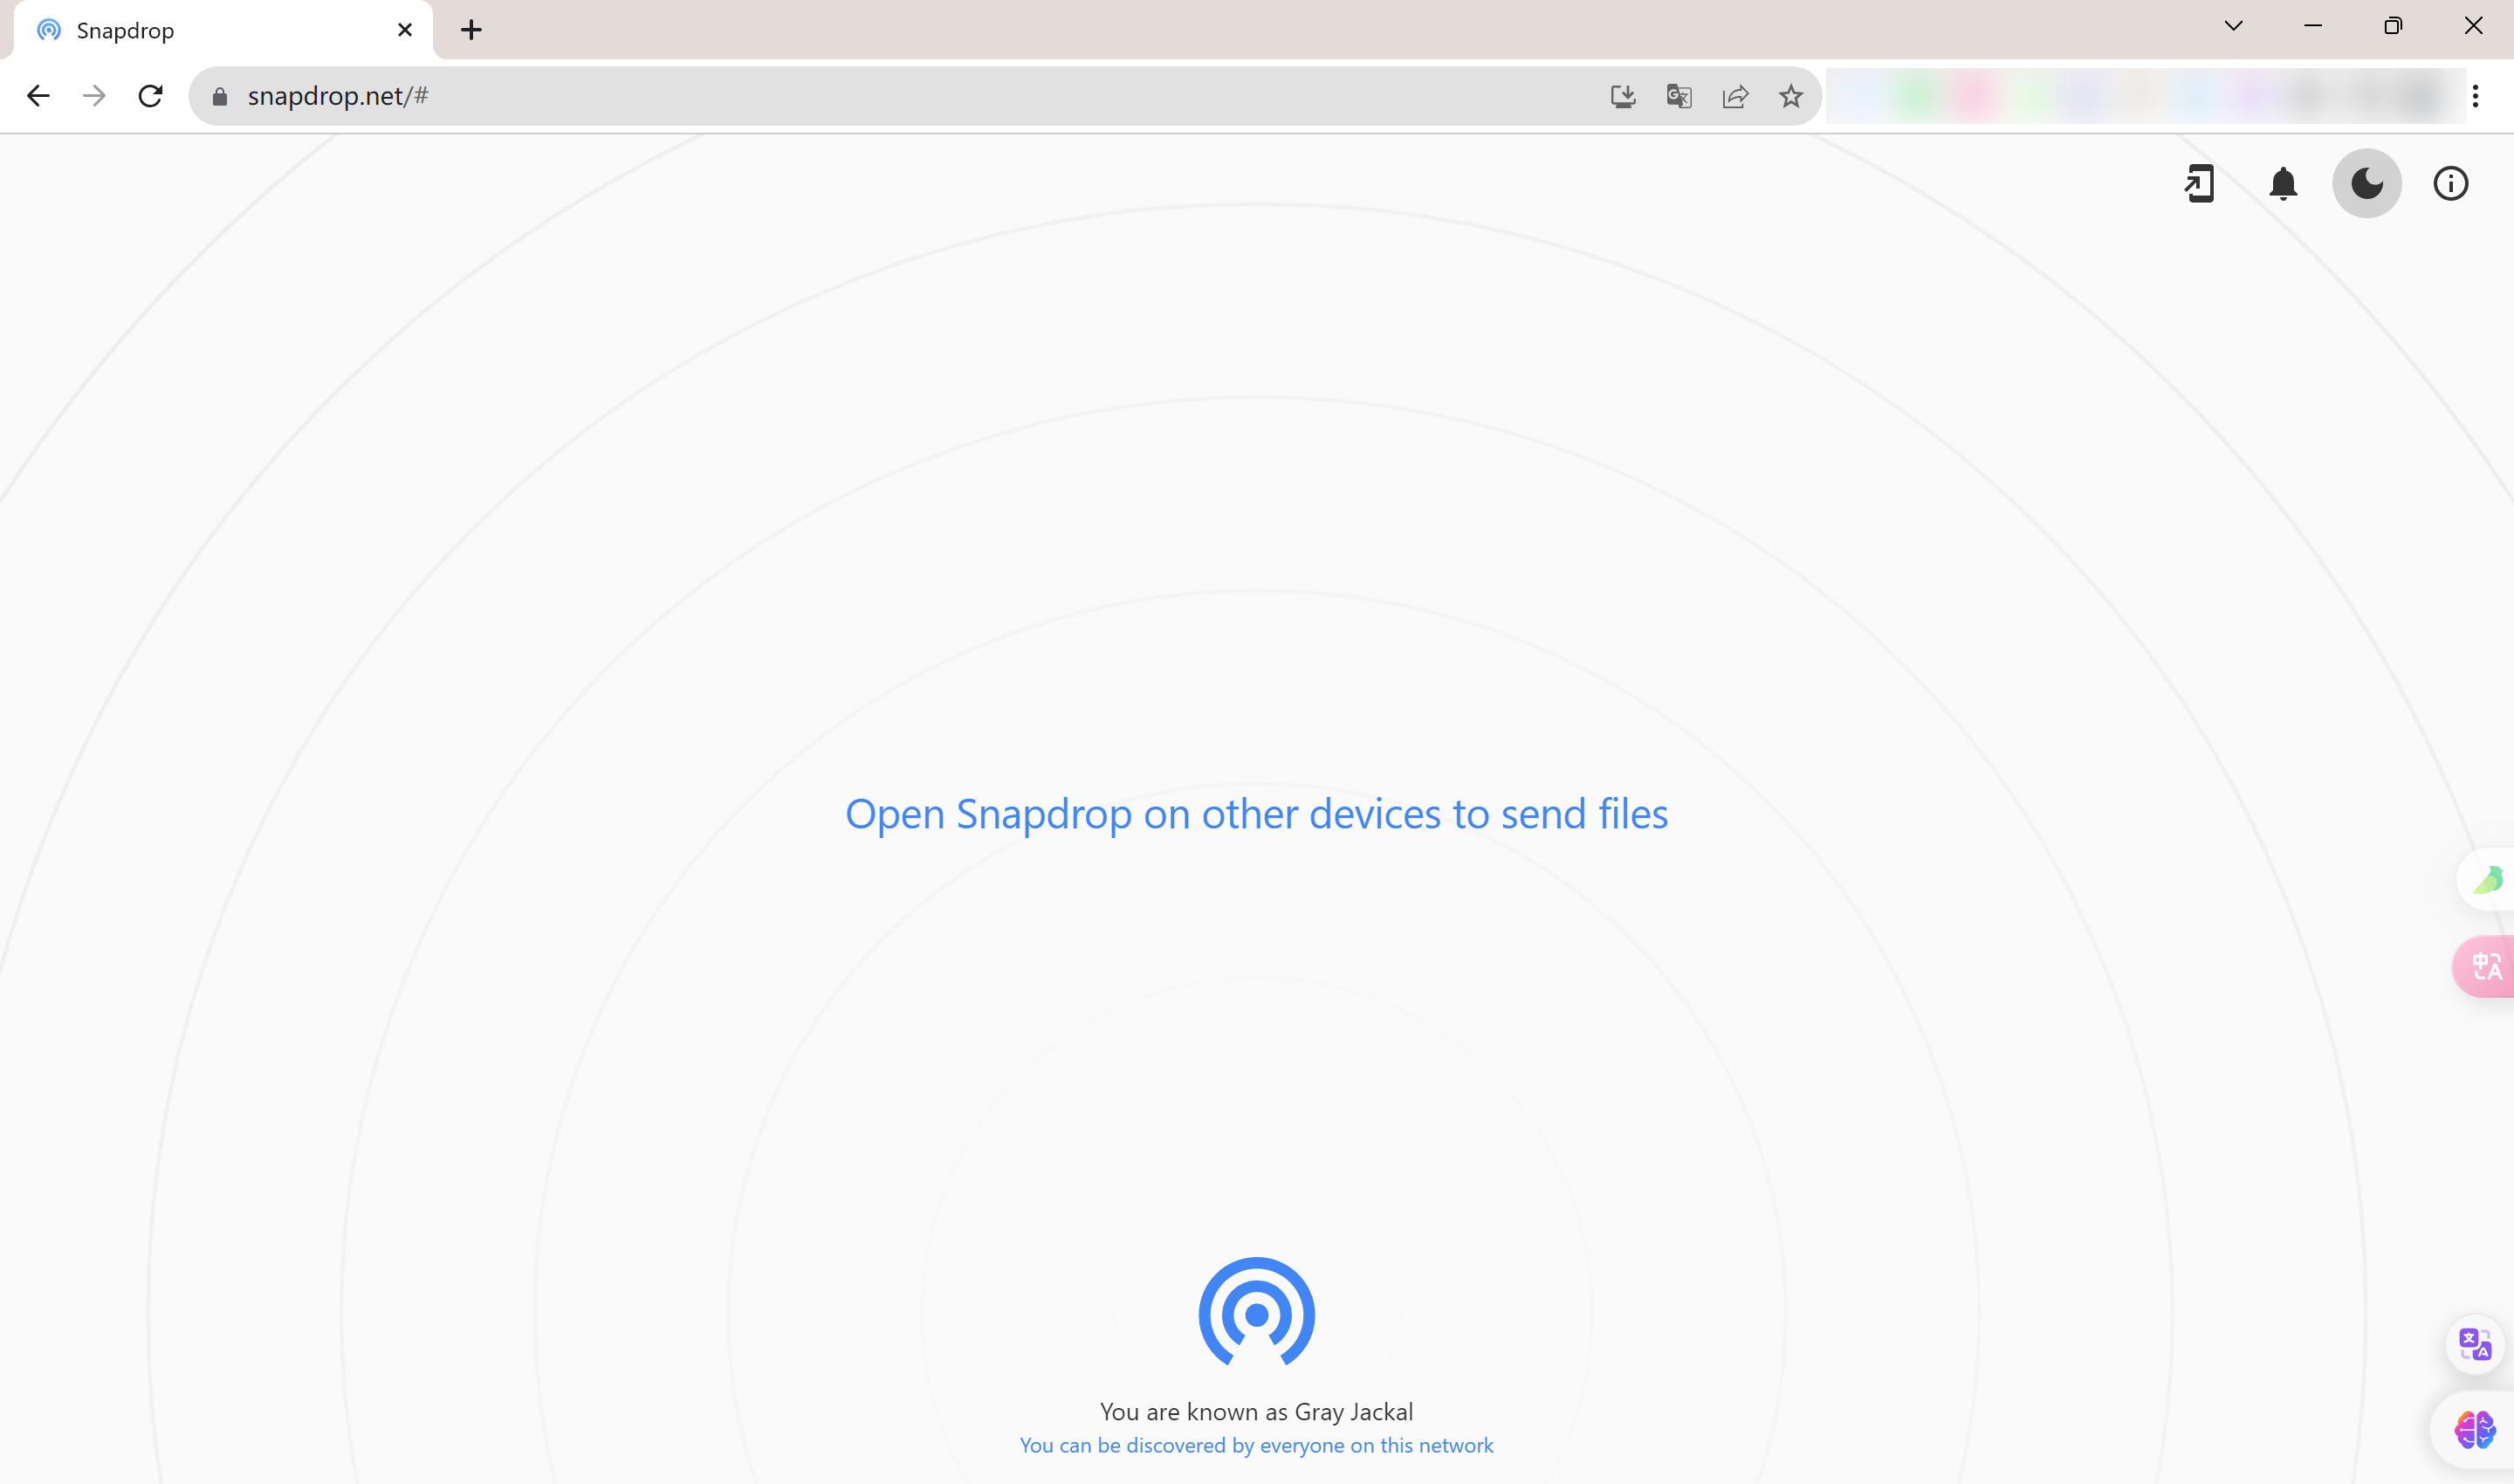 Snapdrop
snapdrop.net/#
Open Snapdrop on other devices to send files
You are known as Gray Jackal
You can be discovered by everyone on this network